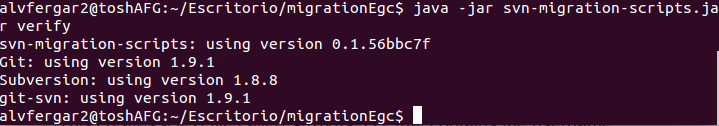 alvfergar2@toshAFG:~/Escritorio/migrationEgc$ java -jar svn-migration-scripts.ja
r verify
svn-migration-scripts: using version 0.1.56bbc7f
Git: using version 1.9.1
Subversion: using version 1.8.8
git-svn: using version 1.9.1
alvfergar2@toshAFG:~/Escritorio/migrationEgc$